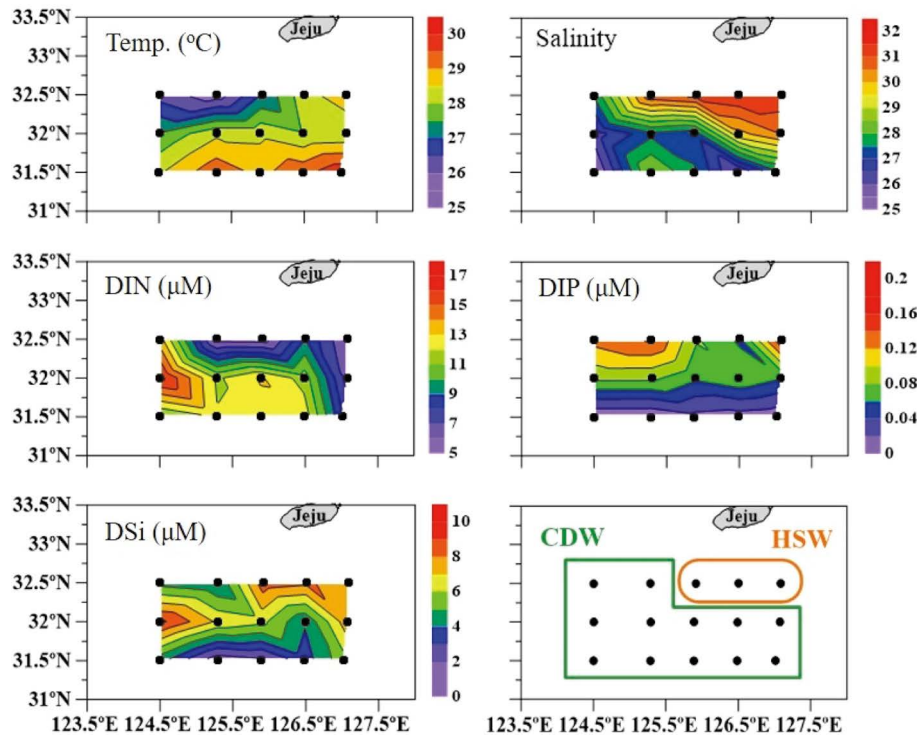 33.5°N
33°N
32.5°N
32°N
31.5°N
31°N
Temp. (°C)
Jeju
30
29
28
27
26
25
Salinity
Jeju
32
31
30
29
28
27
26
25
33.5°N
33°N
32.5°N
32°N
31.5°N
31°N
DIN (µM)
Jeju
17
15
13
11
9
7
5
DIP (µM)
Jeju
0.2
0.16
0.12
0.08
0.04
0
33.5°N
33°N
32.5°N
32°N
31.5°N
31°N
DSi (µM)
Jeju
10
8
6
4
2
0
Jeju
CDW
HSW
123.5°E 124.5°E 125.5°E 126.5°E 127.5°E
123.5°E 124.5°E 125.5°E 126.5°E 127.5°E